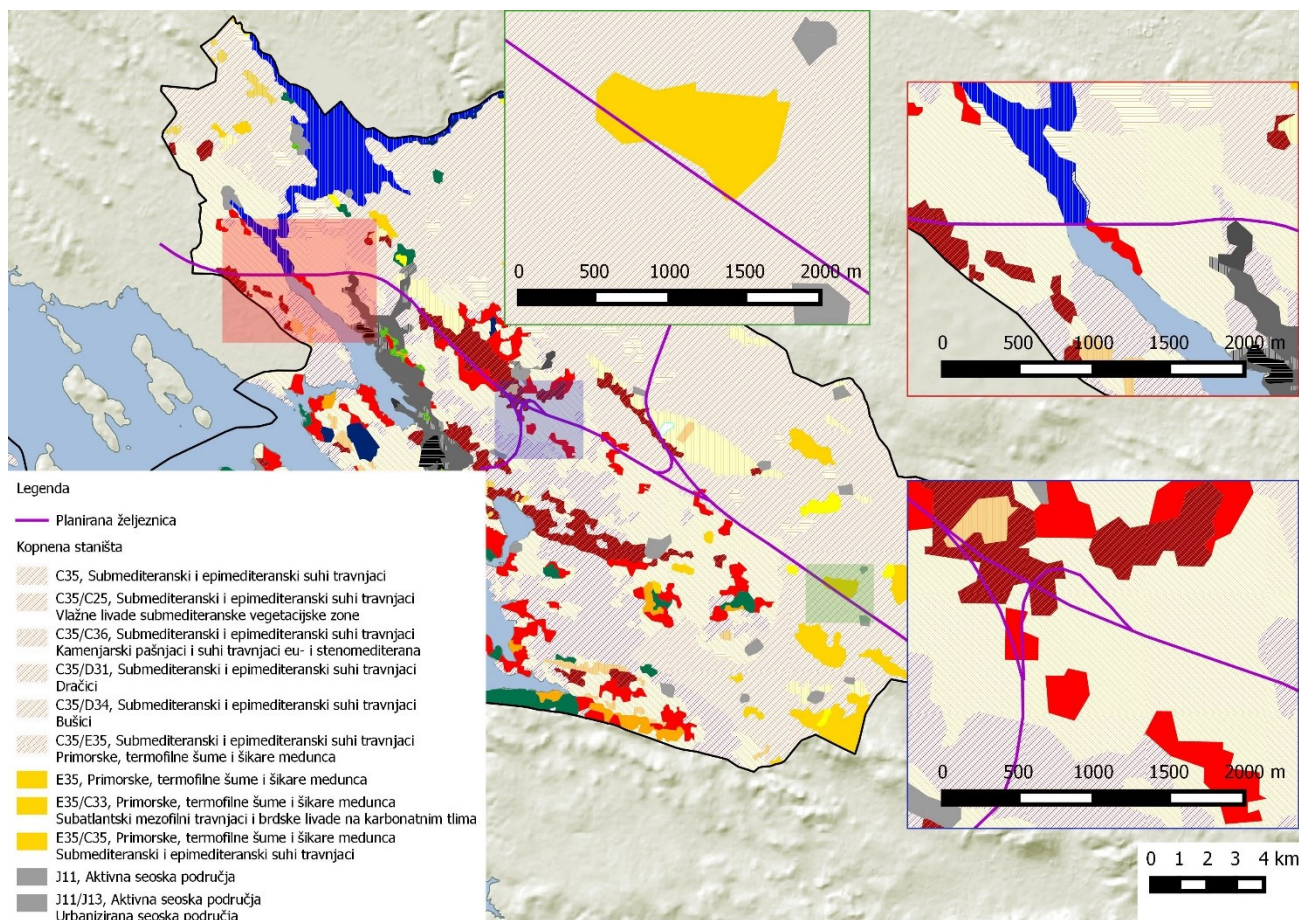 0 500 1000 1500 2000 m
0 500 1000 1500 2000 m
Legenda
Planirana željeznica
Kopnena staništa
C35, Submediteranski i epimediteranski suhi travnjaci
C35/C25, Submediteranski i epimediteranski suhi travnjaci
Vlažne livade submediteranske vegetacijske zone
C35/C36, Submediteranski i epimediteranski suhi travnjaci
Kamenjarski pašnjaci i suhi travnjaci eu- i stenomediterana
C35/D31, Submediteranski i epimediteranski suhi travnjaci
Dračici
C35/D34, Submediteranski i epimediteranski suhi travnjaci
Bušici
C35/E35, Submediteranski i epimediteranski suhi travnjaci
Primorske, termofilne šume i šikare medunca
E35, Primorske, termofilne šume i šikare medunca
E35/C33, Primorske, termofilne šume i šikare medunca
Subatlantski mezofilni travnjaci i brdske livade na karbonatnim tlima
E35/C35, Primorske, termofilne šume i šikare medunca
Submediteranski i epimediteranski suhi travnjaci
J11, Aktivna seoska područja
J11/J13, Aktivna seoska područja
Urbanizirana seoska područja
0 500 1000 1500 2000 m
0 1 2 3 4 km